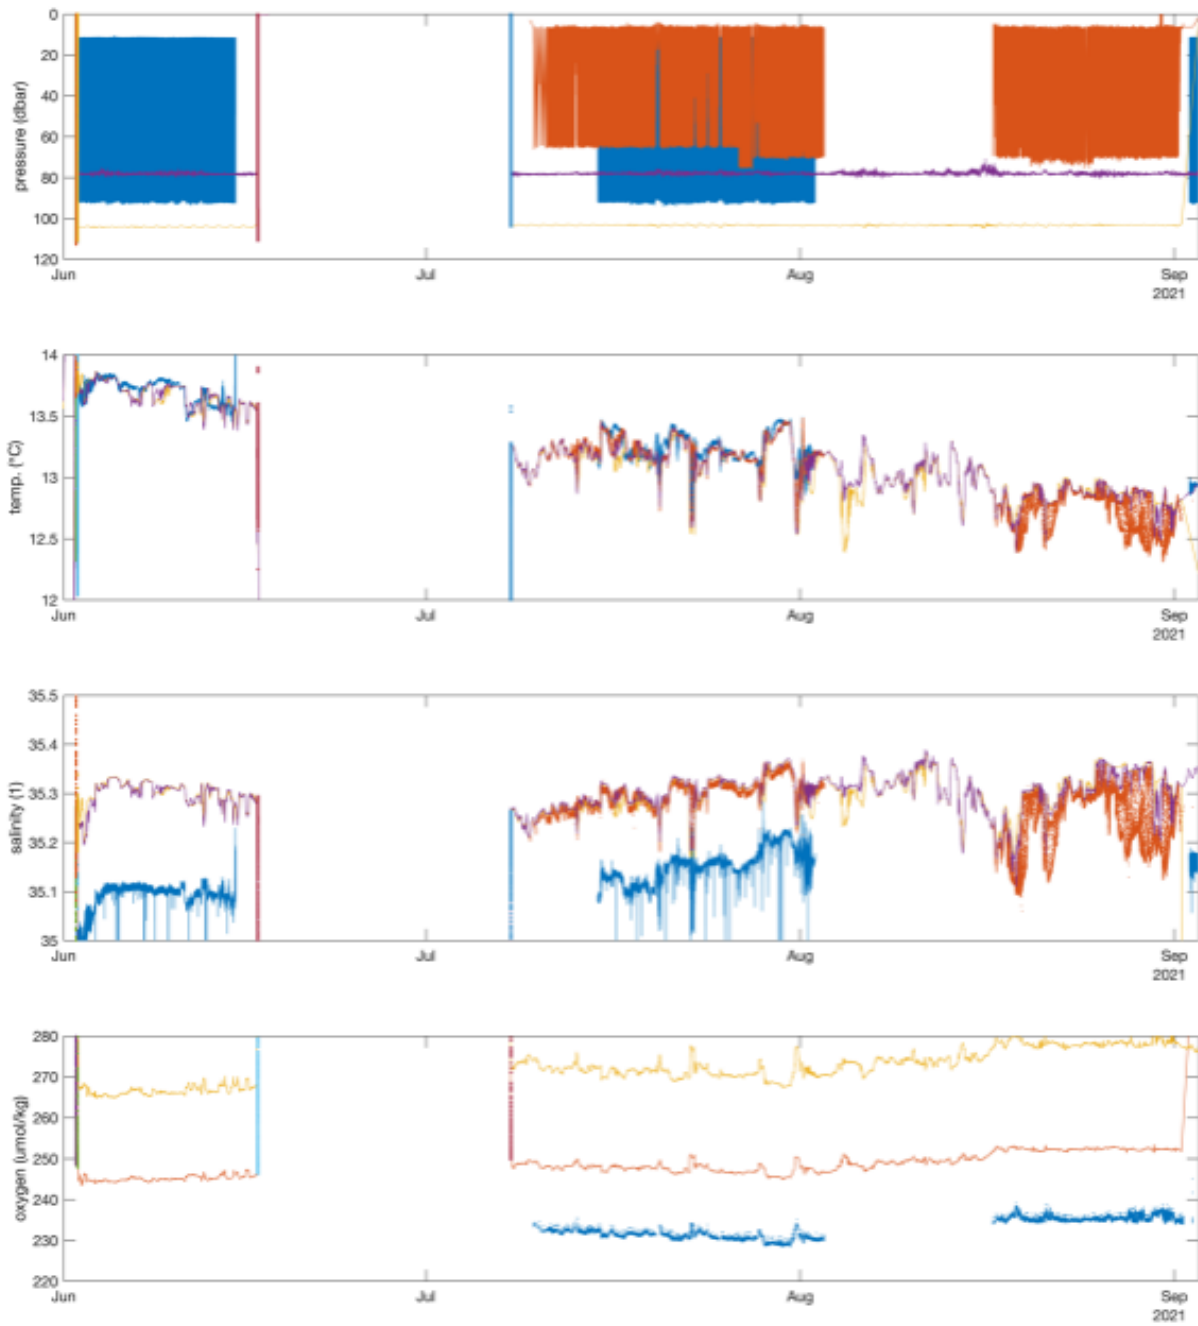 0
20
40
60
80
100
120
pressure (dbar)
Jun
Jul
Aug
Sep
2021
14
13.5
13
12.5
12
temp. (°C)
Jun
Jul
Aug
Sep
2021
35.5
35.4
35.3
35.2
35.1
35
salinity (1)
Jun
Jul
Aug
Sep
2021
280
270
260
250
240
230
220
oxygen (umol/kg)
Jun
Jul
Aug
Sep
2021